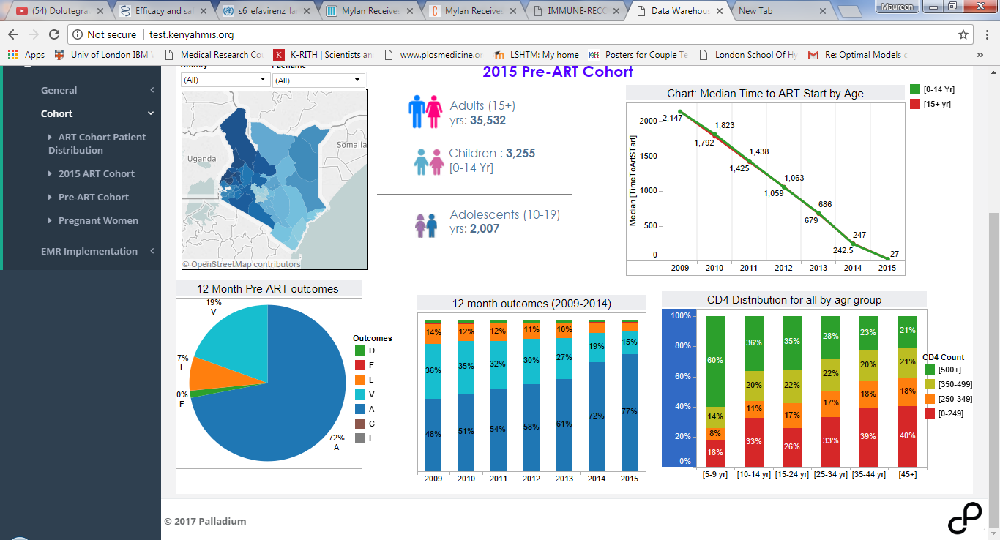 (54) Dolutegrav
Efficacy and sa
s6_efavirenz_la
Mylan Receives
Mylan Receives
IMMUNE-RECO
Data Warehous
New Tab
Maureen
Not secure
test.kenyahmis.org
Apps
Univ of London IBM
Medical Research Co
K-RITH | Scientists an
www.plosmedicine.or
LSHTM: My home
Posters for Couple Te
London School Of Hy
Re: Optimal Models
»
General
Cohort
ART Cohort Patient
Distribution
2015 ART Cohort
Pre-ART Cohort
Pregnant Women
EMR Implementation
(All)
(All)
Uganda
Somalia
© OpenStreetMap contributors
2015 Pre-ART Cohort
Adults (15+)
yrs: 35,532
Children : 3,255
[0-14 Yr]
Adolescents (10-19)
yrs: 2,007
Chart: Median Time to ART Start by Age
[0-14 Yr]
[15+ yr]
Median [TimeToArtSTart]
2000
1500
1000
500
0
2,147
1,823
1,792
1,438
1,425
1,063
1,059
686
679
247
242.5
27
2009 2010 2011 2012 2013 2014 2015
12 Month Pre-ART outcomes
19%
V
7%
L
0%
F
72%
A
Outcomes
D
F
L
V
A
C
I
12 month outcomes (2009-2014)
14% 12% 12% 11% 10%
36% 35% 32% 30% 27% 19% 15%
48% 51% 54% 58% 61% 72% 77%
2009 2010 2011 2012 2013 2014 2015
CD4 Distribution for all by agr group
100%
80%
60%
40%
20%
0%
60% 36% 35% 28% 23% 21%
14% 20% 22% 22% 20% 21%
8% 11% 17% 17% 18% 18%
18% 33% 26% 33% 39% 40%
[5-9 yr] [10-14 yr] [15-24 yr] [25-34 yr] [35-44 yr] [45+]
CD4 Count
[500+]
[350-499]
[250-349]
[0-249]
© 2017 Palladium